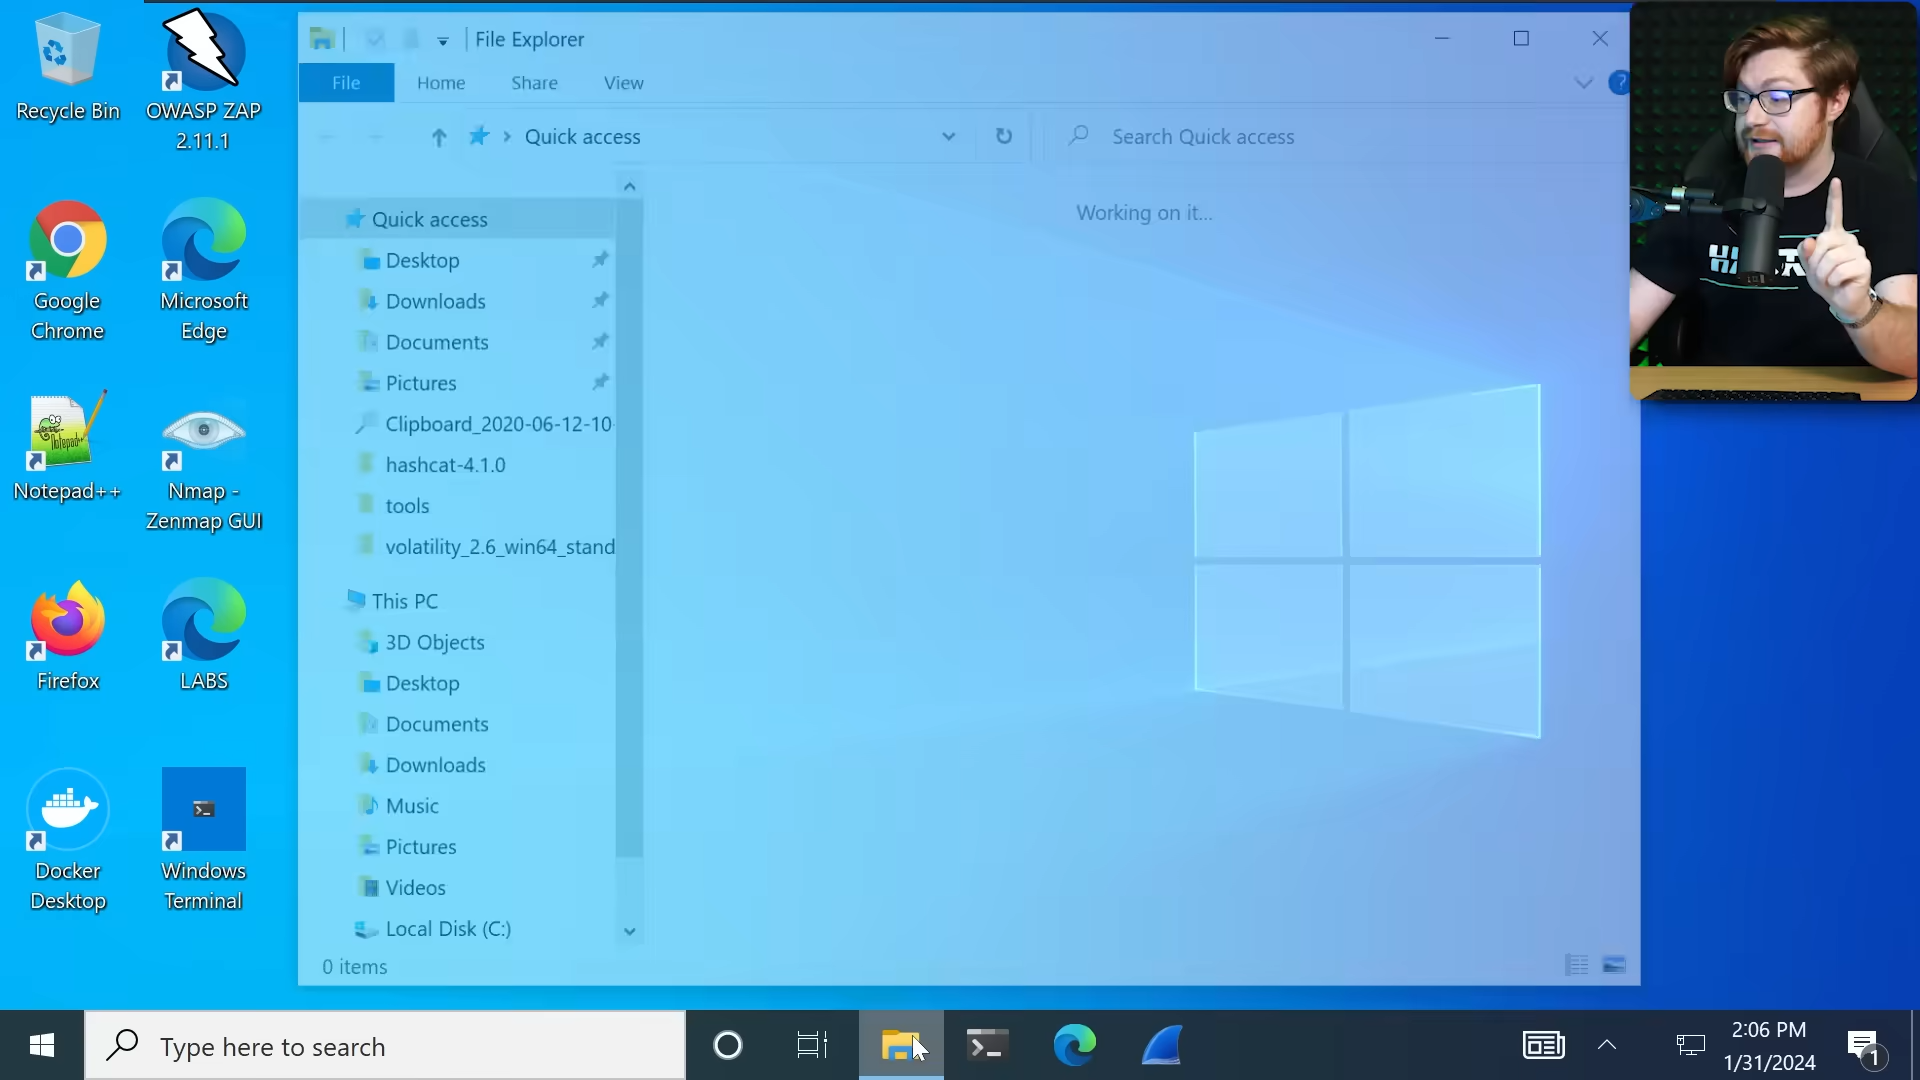 Recycle Bin
OWASP ZAP
2.11.1
Google
Chrome
Microsoft
Edge
Notepad++
Nmap -
Zenmap GUI
Firefox
LABS
Docker
Desktop
Windows
Terminal
File Explorer
File
Home
Share
View
?
Quick access
Search Quick access
Working on it...
Quick access
Desktop
Downloads
Documents
Pictures
Clipboard_2020-06-12-10
hashcat-4.1.0
tools
volatility_2.6_win64_stand
This PC
3D Objects
Desktop
Documents
Downloads
Music
Pictures
Videos
Local Disk (C:)
0 items
Type here to search
2:06 PM
1/31/2024
1